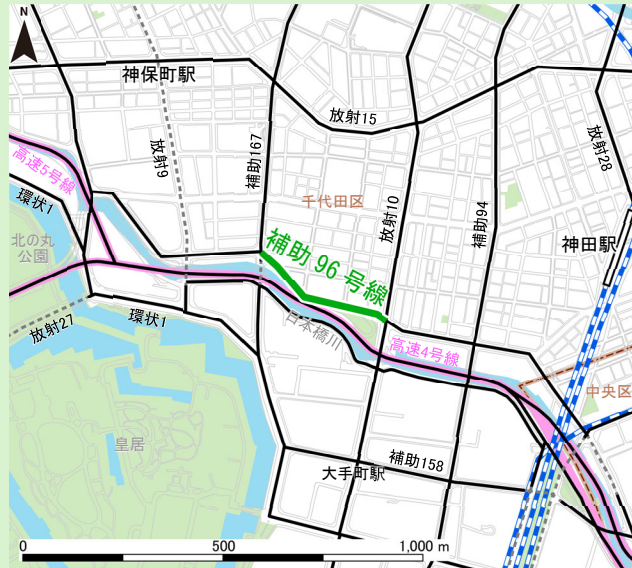 N
神保町駅
放射15
放射28
放射9
補助167
高速5号線
千代田区
放射10
補助94
環状1
北の丸
公園
神田駅
補助96号線
放射27
環状1
日本橋川
高速4号線
中央区
皇居
補助158
大手町駅
0 500 1,000 m